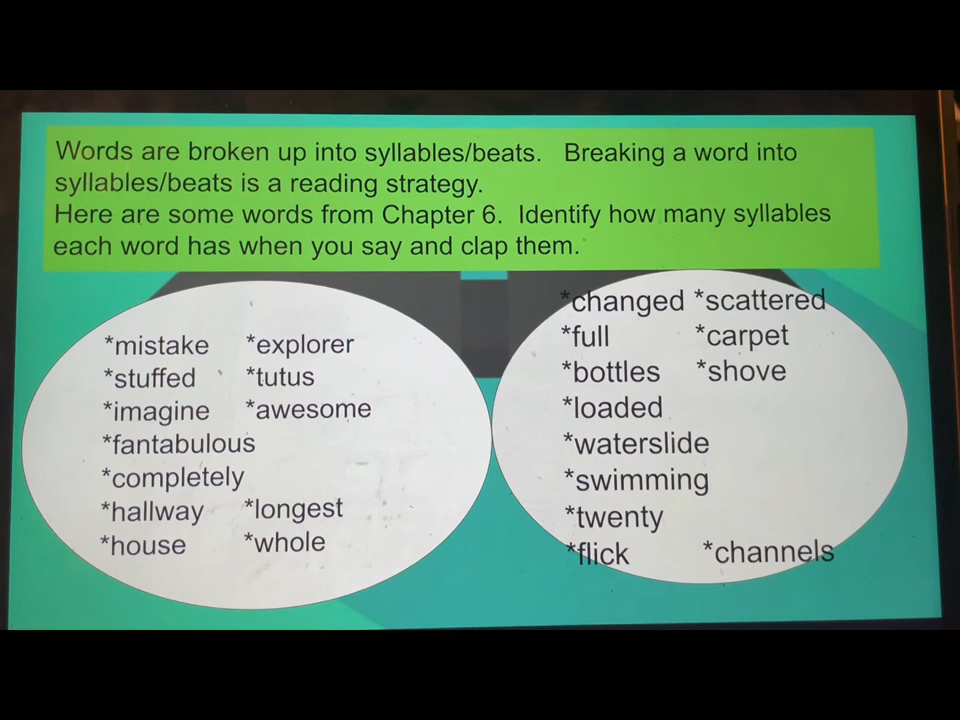 Words are broken up into syllables/beats. Breaking a word into
syllables/beats is a reading strategy.
Here are some words from Chapter 6. Identify how many syllables
each word has when you say and clap them.
*mistake *explorer
*stuffed *tutus
*imagine *awesome
*fantabulous
*completely
*hallway *longest
*house *whole
*changed *scattered
*full *carpet
*bottles *shove
*loaded
*waterslide
*swimming
*twenty
*flick *channels